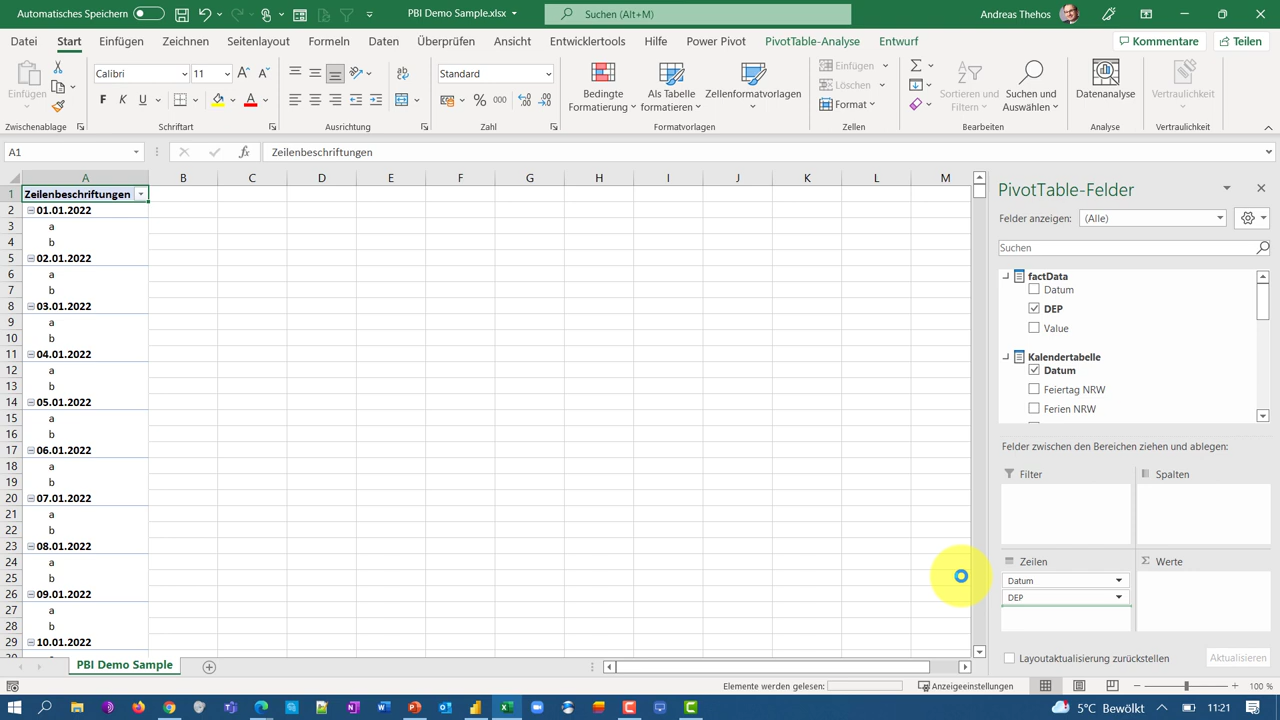 Automatisches Speichern
PBI Demo Sample.xlsx
Suchen (Alt+M)
Andreas Thehos
Datei Start Einfügen Zeichnen Seitenlayout Formeln Daten Überprüfen Ansicht Entwicklertools Hilfe Power Pivot PivotTable-Analyse Entwurf Kommentare Teilen
Einfügen
Calibri 11
F K U A
Standard
% 000
Bedingte Formatierung
Als Tabelle formatieren
Zellenformatvorlagen
Einfügen
Löschen
Format
Sortieren und Filtern
Suchen und Auswählen
Datenanalyse
Vertraulichkeit
Zwischenablage Schriftart Ausrichtung Zahl Formatvorlagen Zellen Bearbeiten Analyse Vertraulichkeit
A1 fx Zeilenbeschriftungen
A B C D E F G H I J K L M
1 Zeilenbeschriftungen
2 01.01.2022
3 a
4 b
5 02.01.2022
6 a
7 b
8 03.01.2022
9 a
10 b
11 04.01.2022
12 a
13 b
14 05.01.2022
15 a
16 b
17 06.01.2022
18 a
19 b
20 07.01.2022
21 a
22 b
23 08.01.2022
24 a
25 b
26 09.01.2022
27 a
28 b
29 10.01.2022
PivotTable-Felder
Felder anzeigen: (Alle)
Suchen
factData
Datum
DEP
Value
Kalendertabelle
Datum
Feiertag NRW
Ferien NRW
Felder zwischen den Bereichen ziehen und ablegen:
Filter Spalten
Zeilen Werte
Datum
DEP
Layoutaktualisierung zurückstellen Aktualisieren
PBI Demo Sample
Elemente werden gelesen: Anzeigeeinstellungen 100 %
5°C Bewölkt 11:21